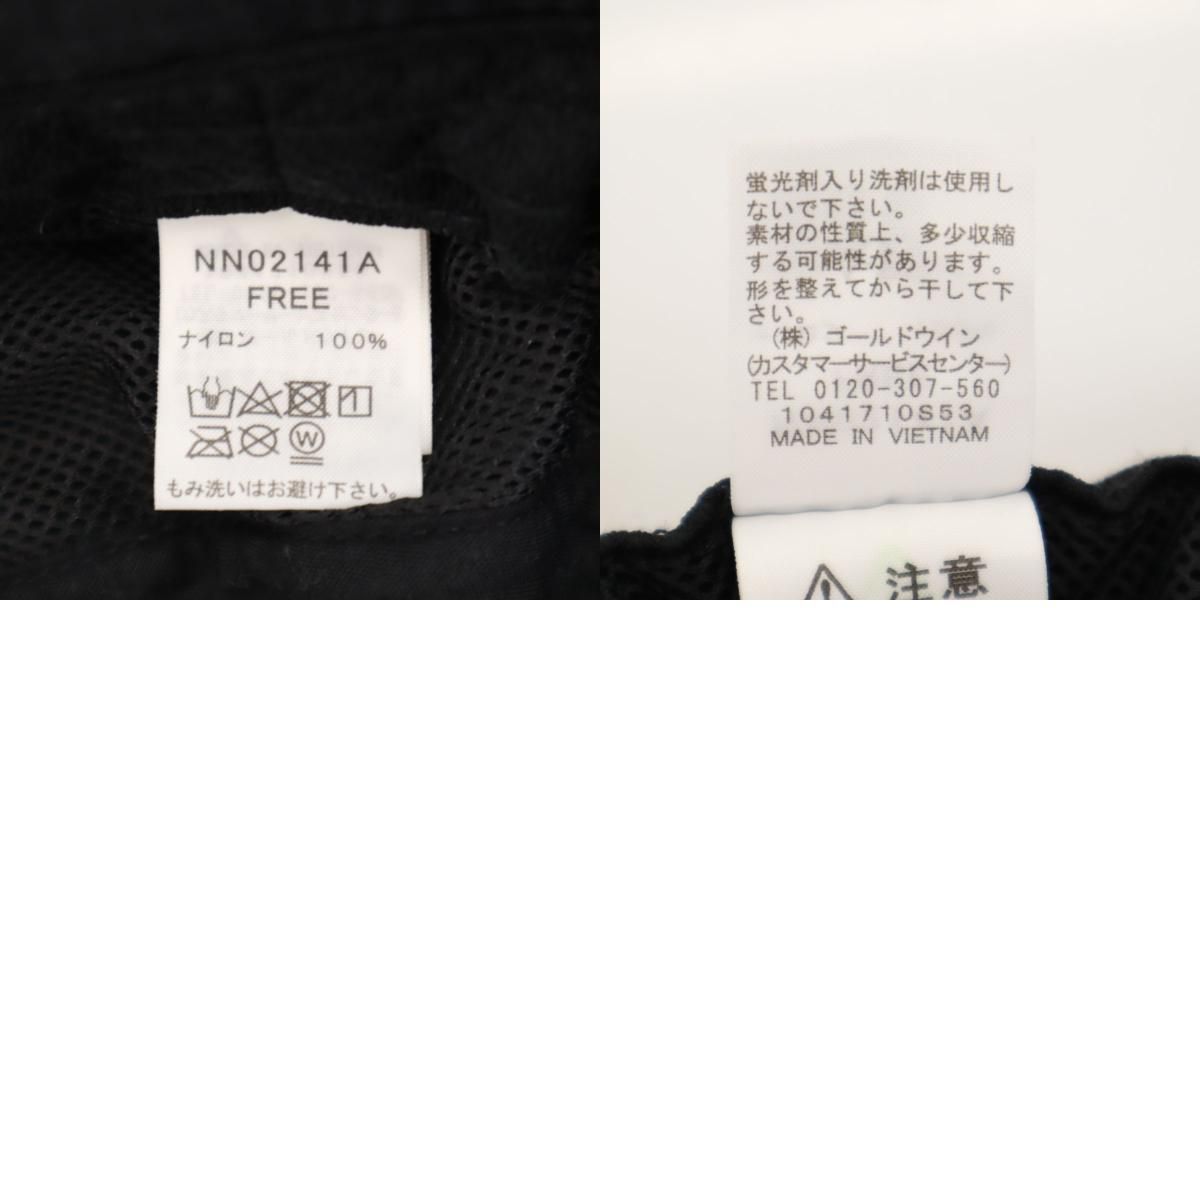 NN02141A
FREE
ナイロン 100%
W
もみ洗いはお避け下さい。
蛍光剤入り洗剤は使用し
ないで下さい。
素材の性質上、多少収縮
する可能性があります。
形を整えてから干して下
さい。
(株) ゴールドウイン
(カスタマーサービスセンター)
TEL 0120-307-560
1041710S53
MADE IN VIETNAM
注意